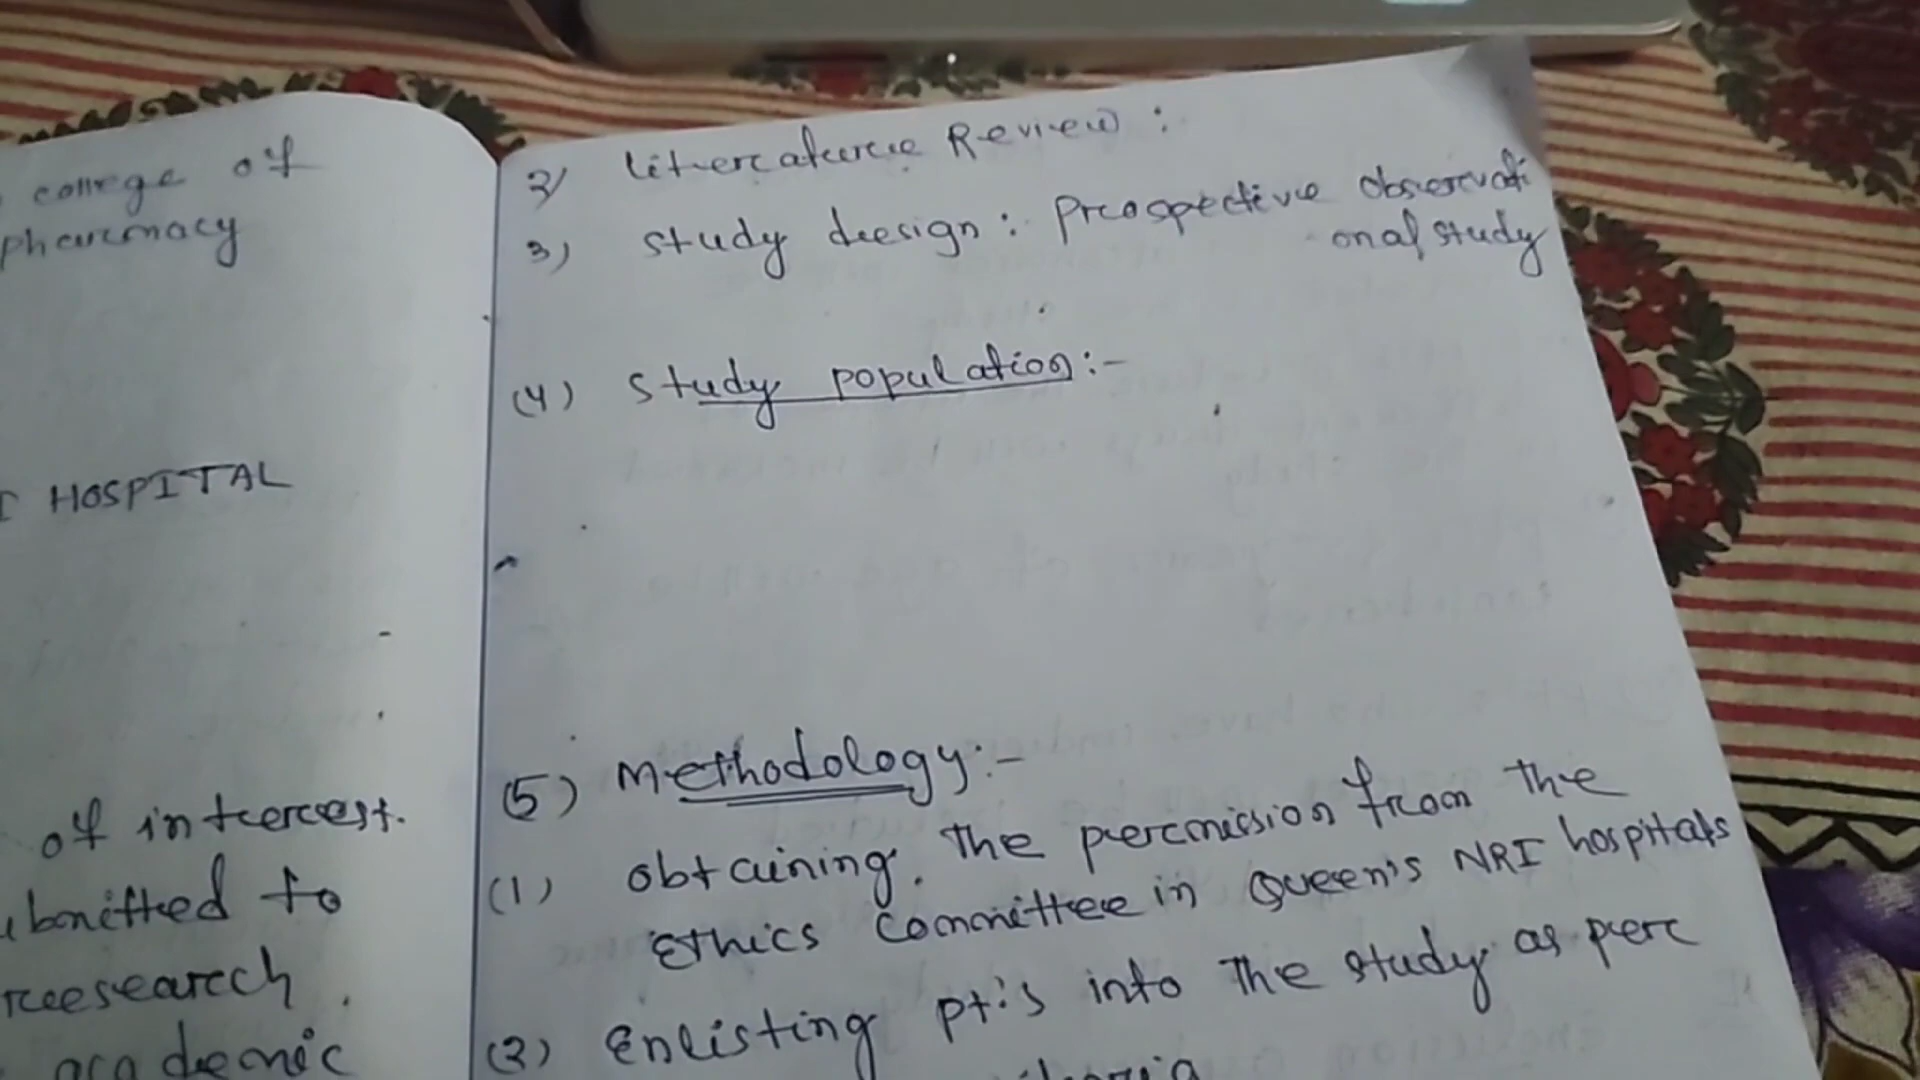 college of
pharmacy
HOSPITAL
of interest.
to
research.
academic
2) literature Review :
3) study design : Prospective observati
onal study
(4) Study population :-
(5) Methodology :-
(1) obtaining the permission from the
Ethics Committee in Queen's NRI hospitals
(2) Enlisting pt's into the study as per